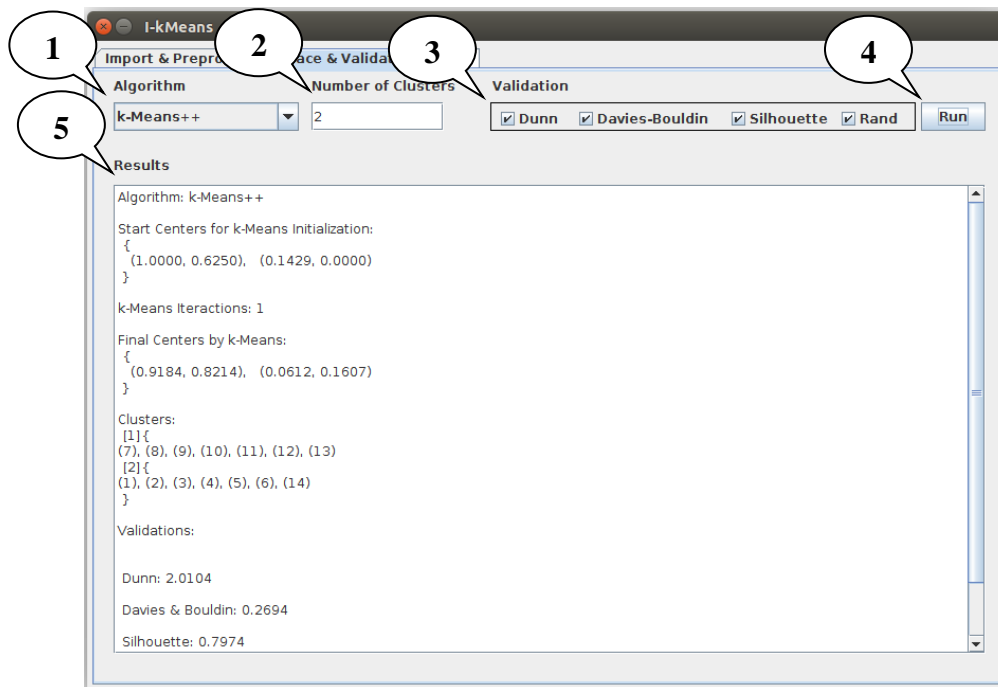 I-kMeans
1
2
3
4
5
Import & Prepro
ace & Valida
Algorithm
Number of Clusters
Validation
k-Means++
2
Dunn
Davies-Bouldin
Silhouette
Rand
Run
Results
Algorithm: k-Means++
Start Centers for k-Means Initialization:
{
(1.0000, 0.6250), (0.1429, 0.0000)
}
k-Means Iteractions: 1
Final Centers by k-Means:
{
(0.9184, 0.8214), (0.0612, 0.1607)
}
Clusters:
[1] {
(7), (8), (9), (10), (11), (12), (13)
[2] {
(1), (2), (3), (4), (5), (6), (14)
}
Validations:
Dunn: 2.0104
Davies & Bouldin: 0.2694
Silhouette: 0.7974